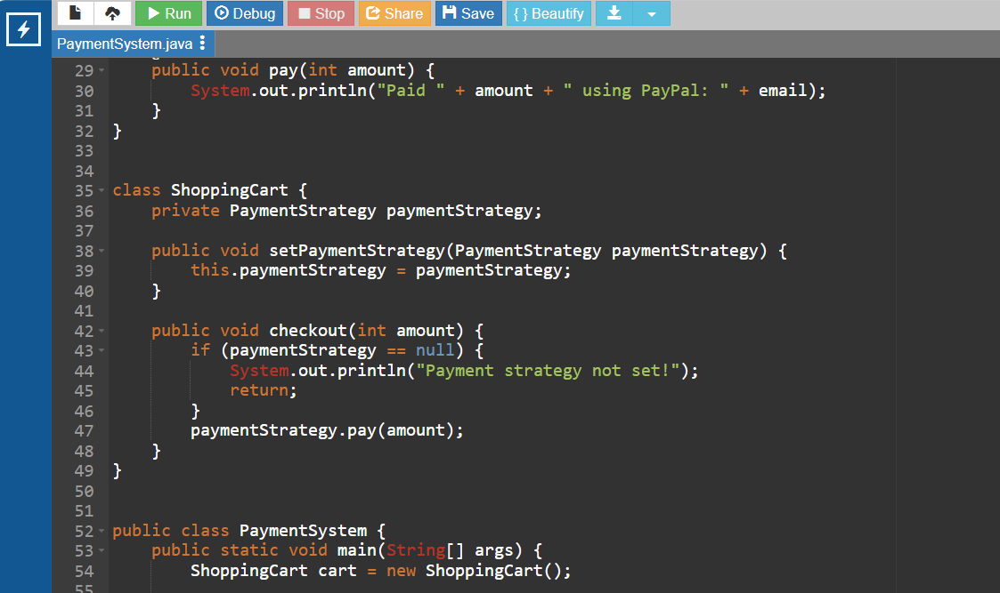 Run Debug Stop Share Save { } Beautify
PaymentSystem.java
29 public void pay(int amount) {
30 System.out.println("Paid " + amount + " using PayPal: " + email);
31 }
32 }
33
34
35 class ShoppingCart {
36 private PaymentStrategy paymentStrategy;
37
38 public void setPaymentStrategy(PaymentStrategy paymentStrategy) {
39 this.paymentStrategy = paymentStrategy;
40 }
41
42 public void checkout(int amount) {
43 if (paymentStrategy == null) {
44 System.out.println("Payment strategy not set!");
45 return;
46 }
47 paymentStrategy.pay(amount);
48 }
49 }
50
51
52 public class PaymentSystem {
53 public static void main(String[] args) {
54 ShoppingCart cart = new ShoppingCart();
55